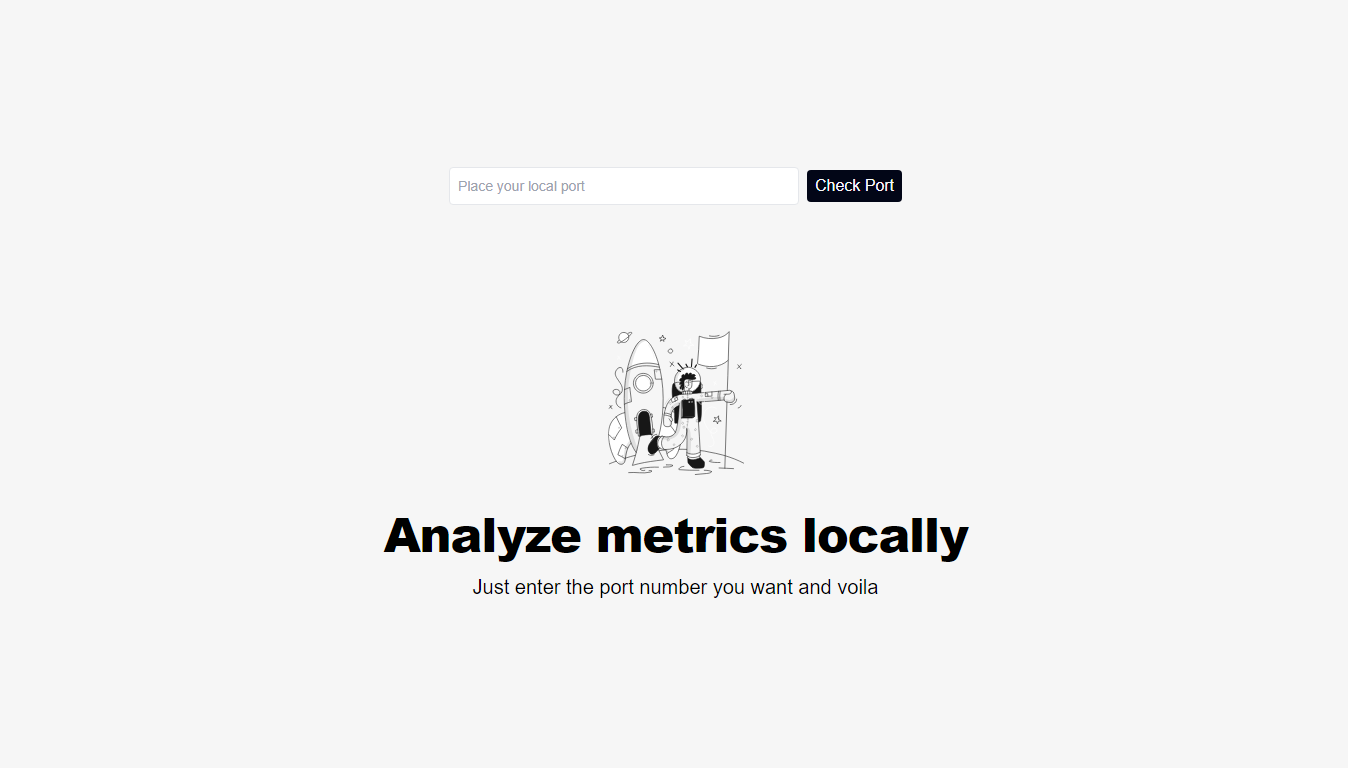 Place your local port
Check Port
Analyze metrics locally
Just enter the port number you want and voila